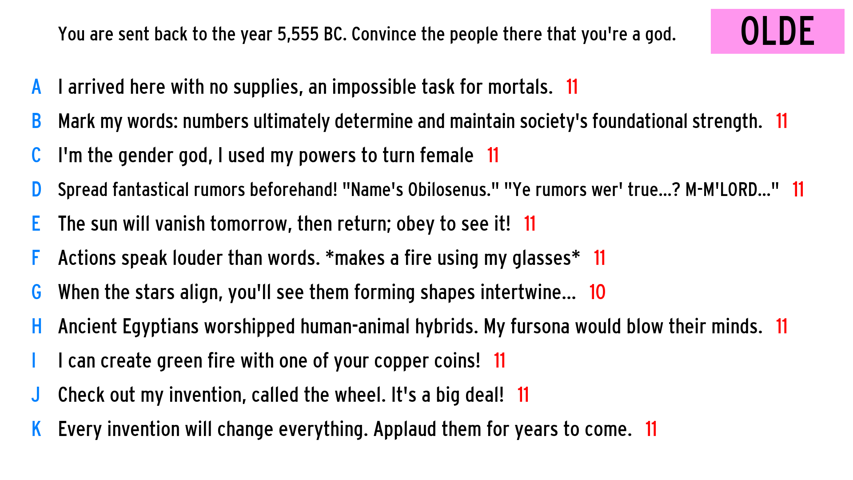 You are sent back to the year 5,555 BC. Convince the people there that you're a god.
OLDE
A I arrived here with no supplies, an impossible task for mortals. 11
B Mark my words: numbers ultimately determine and maintain society's foundational strength. 11
C I'm the gender god, I used my powers to turn female 11
D Spread fantastical rumors beforehand! "Name's Obilosenus." "Ye rumors wer' true...? M-M'LORD..." 11
E The sun will vanish tomorrow, then return; obey to see it! 11
F Actions speak louder than words. *makes a fire using my glasses* 11
G When the stars align, you'll see them forming shapes intertwine... 10
H Ancient Egyptians worshipped human-animal hybrids. My fursona would blow their minds. 11
I I can create green fire with one of your copper coins! 11
J Check out my invention, called the wheel. It's a big deal! 11
K Every invention will change everything. Applaud them for years to come. 11